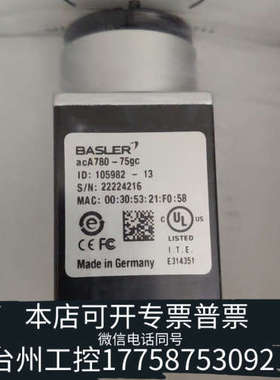 BASLER
acA780-75gc
ID: 105982 - 13
S/N: 22224216
MAC: 00:30:53:21:F0:58
e
c UL us
LISTED
I.T.E.
E314351
Made in Germany
本店可开专票普票
微信电话同号
台州工控17758753092